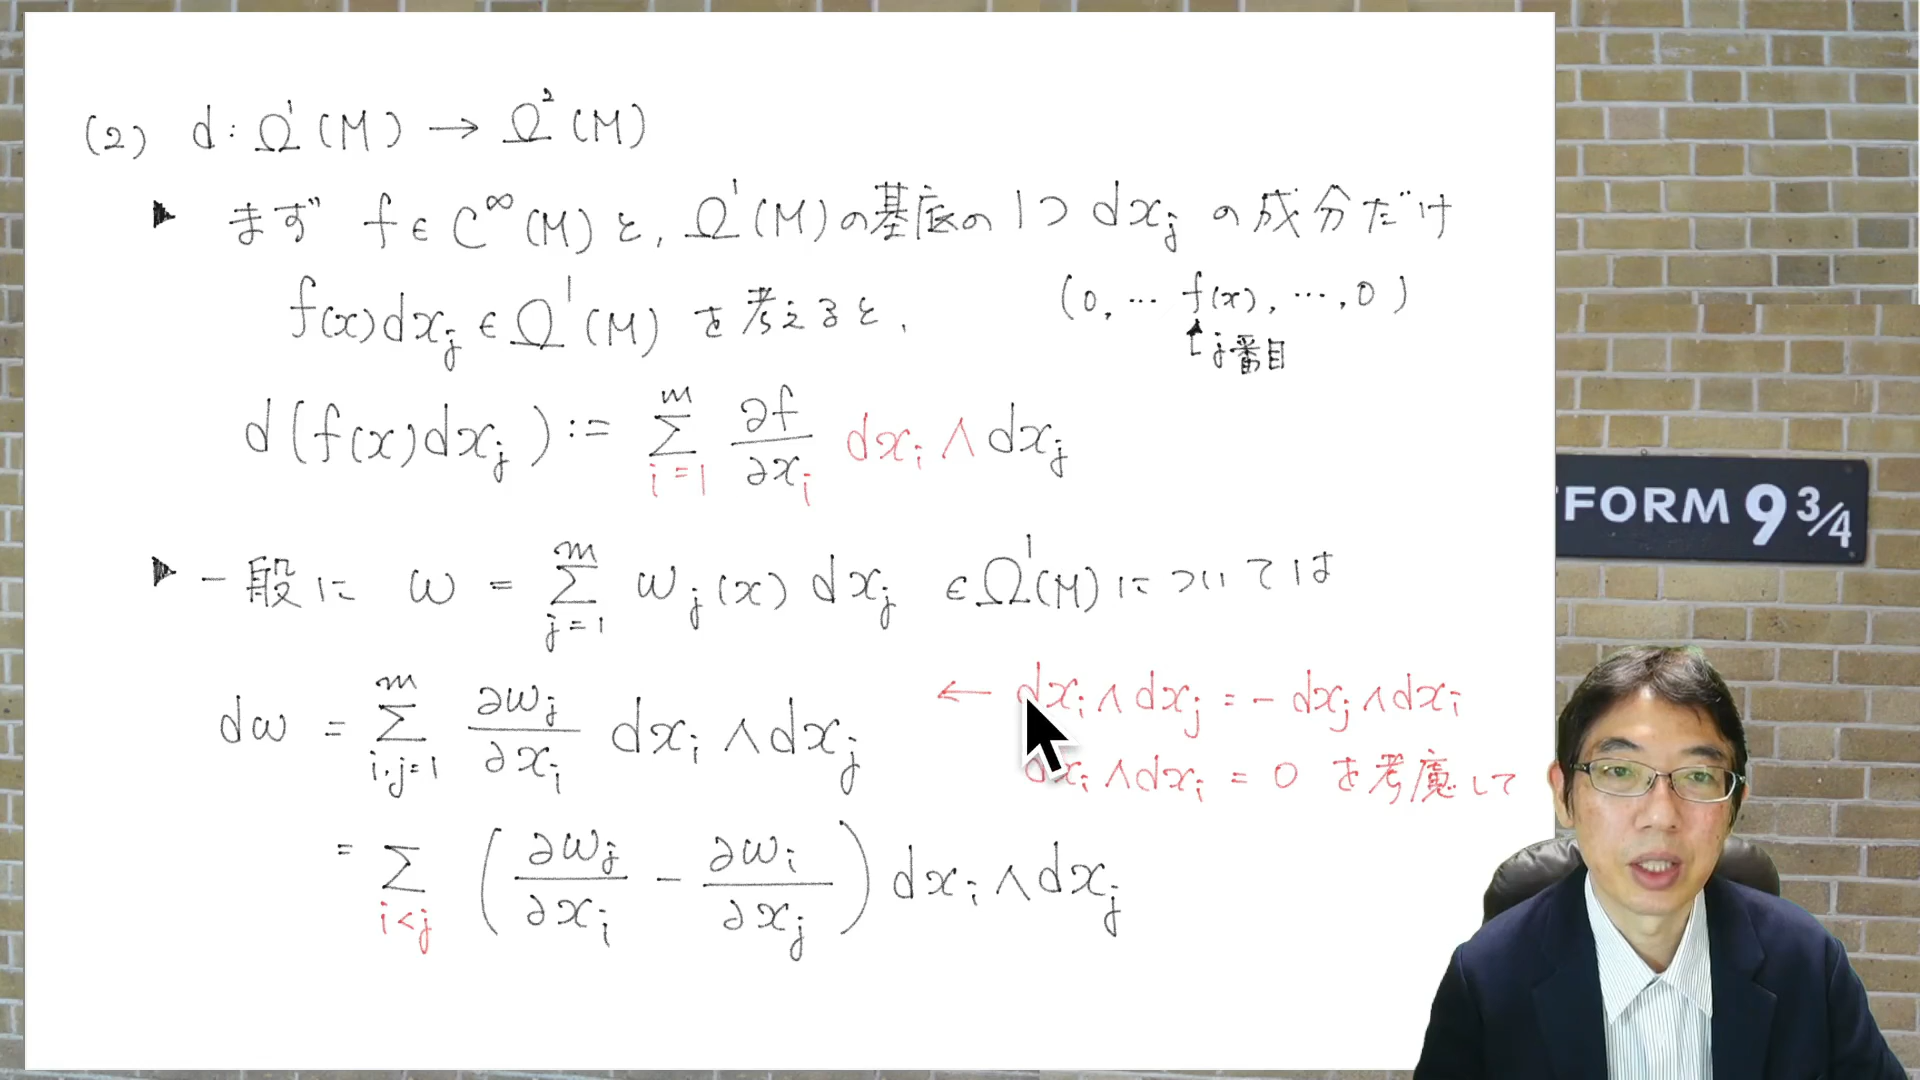 (2) d : Ω¹(M) → Ω²(M)
▶ まず f ∈ C^∞(M) と, Ω¹(M)の基底の1つ dx_j の成分だけ
f(x)dx_j ∈ Ω¹(M) を考えると,
(0, … f(x), …, 0)
↑ j番目
d(f(x)dx_j) := Σ_{i=1}^{m} ∂f/∂x_i dx_i ∧ dx_j
▶ 一般に ω = Σ_{j=1}^{m} ω_j(x) dx_j ∈ Ω¹(M) については
dω = Σ_{i,j=1}^{m} ∂ω_j/∂x_i dx_i ∧ dx_j
← dx_i ∧ dx_j = - dx_j ∧ dx_i
dx_i ∧ dx_i = 0 を考慮して
= Σ_{i<j} (∂ω_j/∂x_i - ∂ω_i/∂x_j) dx_i ∧ dx_j
FORM 9 3/4